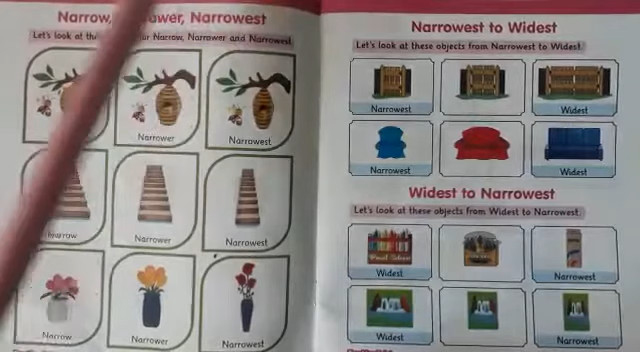 Narrow, Narrowest
Let's look at Narrow, Narrower and Narrowest.
Narrower
Narrowest
Narrow
Narrower
Narrowest
Narrow
Narrower
Narrowest
Narrowest to Widest
Let's look at these objects from Narrowest to Widest.
Narrowest
Widest
Narrowest
Widest
Widest to Narrowest
Let's look at these objects from Widest to Narrowest.
Widest
Narrowest
Widest
Narrowest